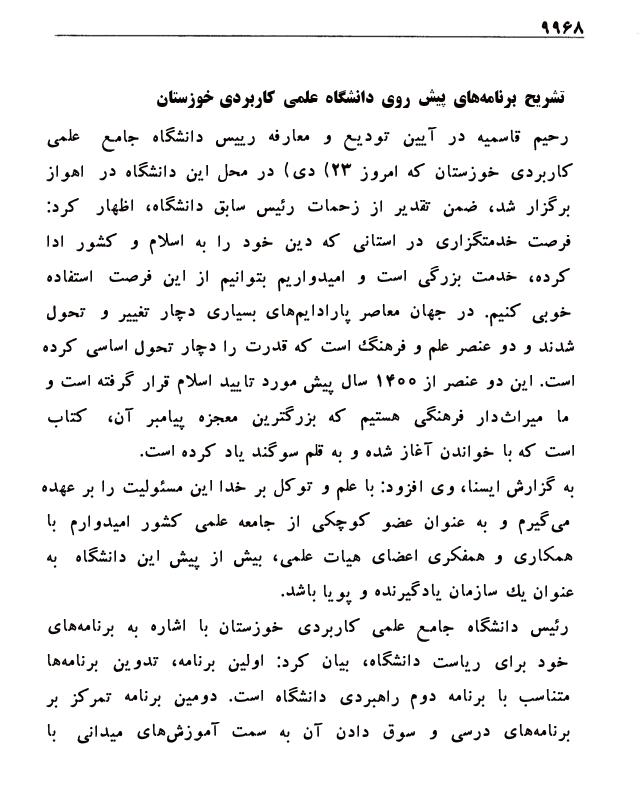 ۹۹۶۸
تشریح برنامه‌های پیش روی دانشگاه علمی کاربردی خوزستان
رحیم قاسمیه در آیین تودیع و معارفه رییس دانشگاه جامع علمی
کاربردی خوزستان که امروز ۲۳) دی) در محل این دانشگاه در اهواز
برگزار شد، ضمن تقدیر از زحمات رئیس سابق دانشگاه، اظهار کرد:
فرصت خدمتگزاری در استانی که دین خود را به اسلام و کشور ادا
کرده، خدمت بزرگی است و امیدواریم بتوانیم از این فرصت استفاده
خوبی کنیم. در جهان معاصر پارادایم‌های بسیاری دچار تغییر و تحول
شدند و دو عنصر علم و فرهنگ است که قدرت را دچار تحول اساسی کرده
است. این دو عنصر از ۱۴۰۰ سال پیش مورد تایید اسلام قرار گرفته است و
ما میراث‌دار فرهنگی هستیم که بزرگترین معجزه پیامبر آن، کتاب
است که با خواندن آغاز شده و به قلم سوگند یاد کرده است.
به گزارش ایسنا، وی افزود: با علم و توکل بر خدا این مسئولیت را بر عهده
می‌گیرم و به عنوان عضو کوچکی از جامعه علمی کشور امیدوارم با
همکاری و همفکری اعضای هیات علمی، بیش از پیش این دانشگاه به
عنوان یك سازمان یادگیرنده و پویا باشد.
رئیس دانشگاه جامع علمی کاربردی خوزستان با اشاره به برنامه‌های
خود برای ریاست دانشگاه، بیان کرد: اولین برنامه، تدوین برنامه‌ها
متناسب با برنامه دوم راهبردی دانشگاه است. دومین برنامه تمرکز بر
برنامه‌های درسی و سوق دادن آن به سمت آموزش‌های میدانی با